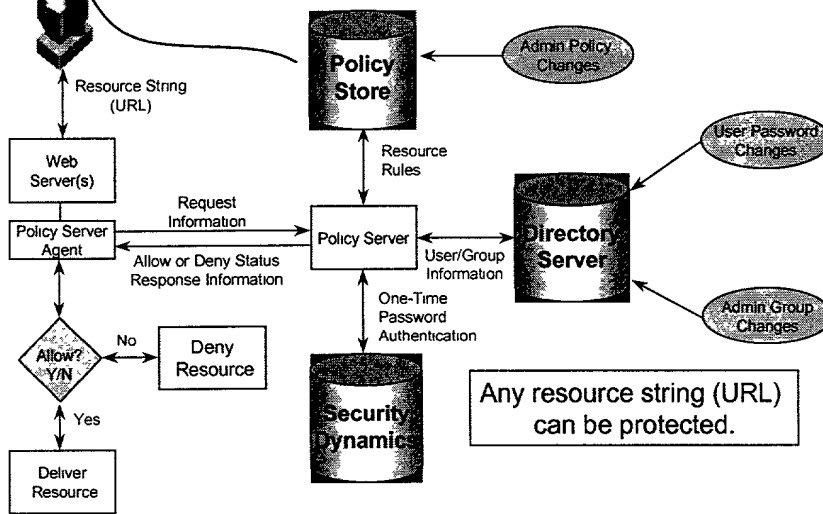 Policy
Store
Admin Policy
Changes
Resource String
(URL)
User Password
Changes
Web
Server(s)
Resource
Rules
Request
Information
Policy Server
Agent
Policy Server
Directory
Server
Allow or Deny Status
Response Information
User/Group
Information
One-Time
Password
Authentication
Admin Group
Changes
Allow?
Y/N
No
Deny
Resource
Security
Dynamics
Any resource string (URL)
can be protected.
Yes
Deliver
Resource